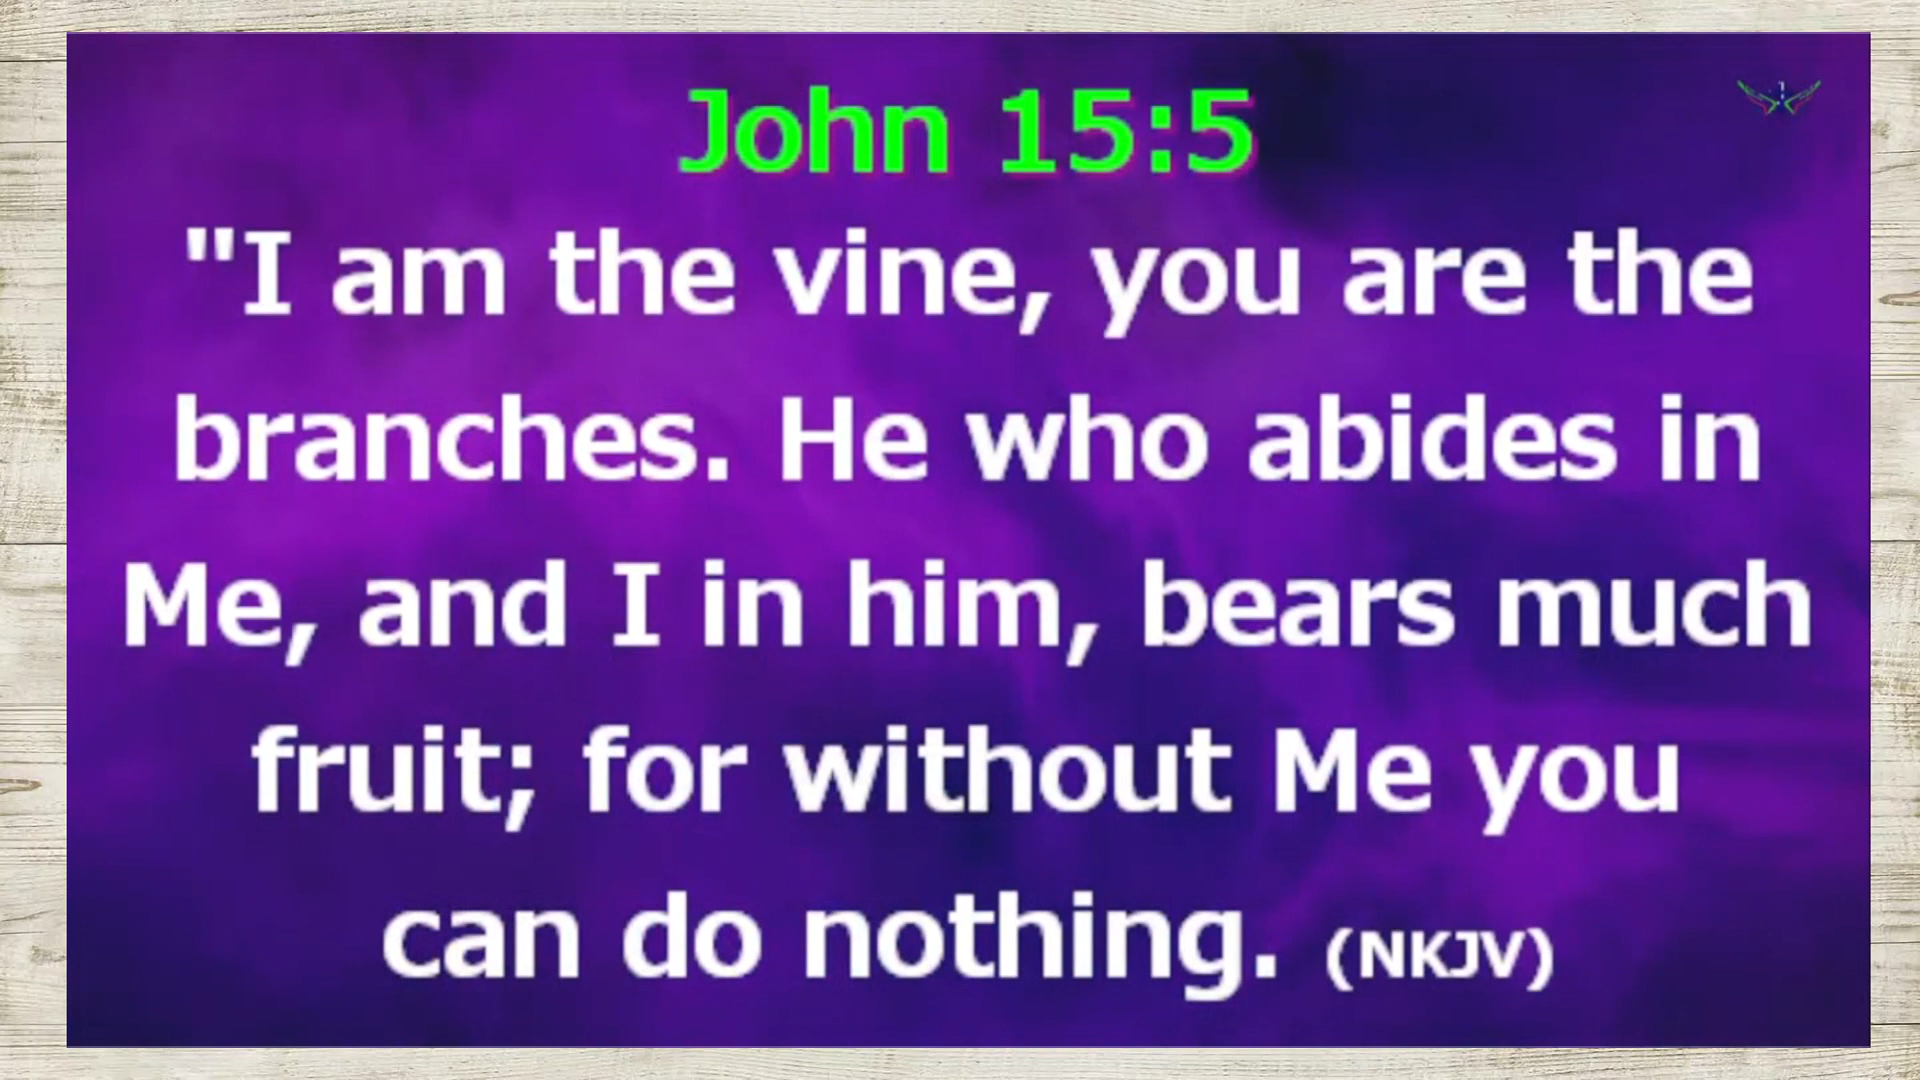 John 15:5
"I am the vine, you are the
branches. He who abides in
Me, and I in him, bears much
fruit; for without Me you
can do nothing. (NKJV)